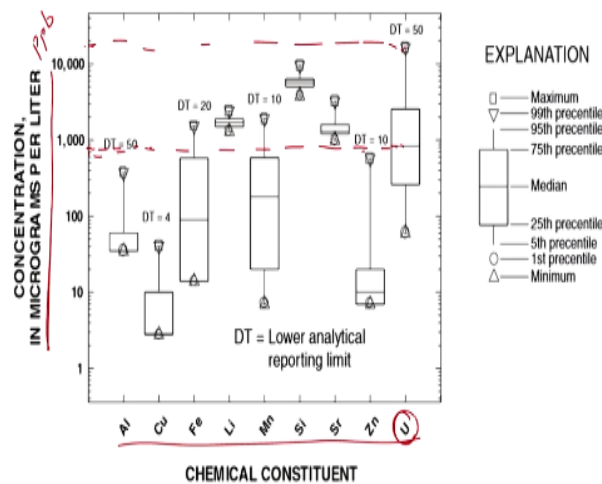 Prob
CONCENTRATION,
IN MICROGRAMS PER LITER
10,000
1,000
100
10
1
DT = 50
DT = 4
DT = 20
DT = 10
DT = 10
DT = 50
DT = Lower analytical
reporting limit
Al
Cu
Fe
Li
Mn
Si
Sr
Zn
U
CHEMICAL CONSTITUENT
EXPLANATION
Maximum
99th percentile
95th percentile
75th percentile
Median
25th percentile
5th percentile
1st percentile
Minimum